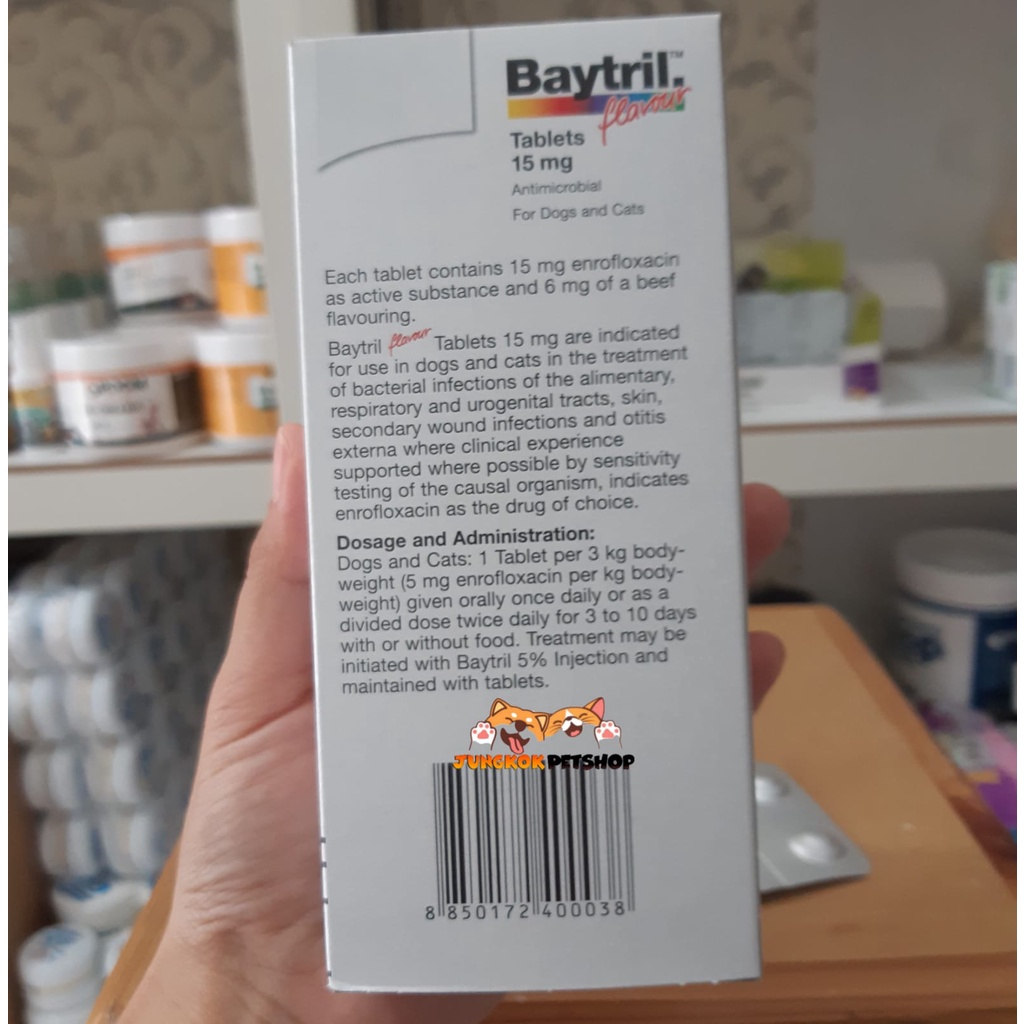 Baytril.™
flavour
Tablets
15 mg
Antimicrobial
For Dogs and Cats
Each tablet contains 15 mg enrofloxacin
as active substance and 6 mg of a beef
flavouring.
Baytril flavour Tablets 15 mg are indicated
for use in dogs and cats in the treatment
of bacterial infections of the alimentary,
respiratory and urogenital tracts, skin,
secondary wound infections and otitis
externa where clinical experience
supported where possible by sensitivity
testing of the causal organism, indicates
enrofloxacin as the drug of choice.
Dosage and Administration:
Dogs and Cats: 1 Tablet per 3 kg body-
weight (5 mg enrofloxacin per kg body-
weight) given orally once daily or as a
divided dose twice daily for 3 to 10 days
with or without food. Treatment may be
initiated with Baytril 5% Injection and
maintained with tablets.
JUNGKOKPETSHOP
8 850172 400038